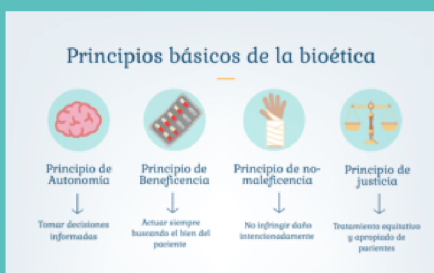 Principios básicos de la bioética
Principio de
Autonomía
Tomar decisiones
informadas
Principio de
Beneficencia
Actuar siempre
buscando el bien del
paciente
Principio de no-
maleficencia
No infringir daño
intencionadamente
Principio de
justicia
Tratamiento equitativo
y apropiado de
pacientes